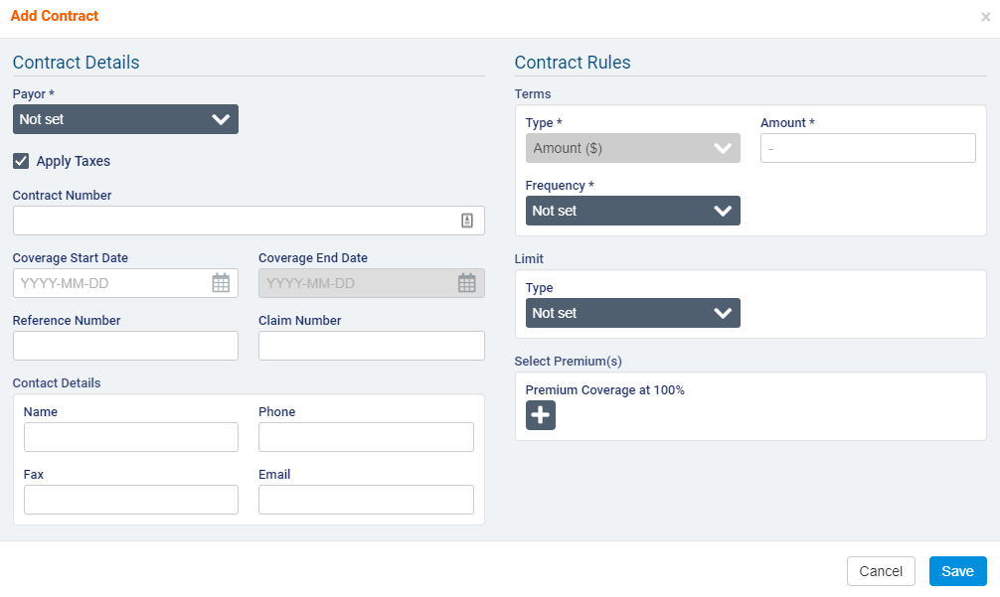 Add Contract
×
Contract Details
Payor *
Not set
Apply Taxes
Contract Number
Coverage Start Date
Coverage End Date
YYYY-MM-DD
YYYY-MM-DD
Reference Number
Claim Number
Contact Details
Name
Phone
Fax
Email
Contract Rules
Terms
Type *
Amount *
Amount ($)
-
Frequency *
Not set
Limit
Type
Not set
Select Premium(s)
Premium Coverage at 100%
Cancel
Save